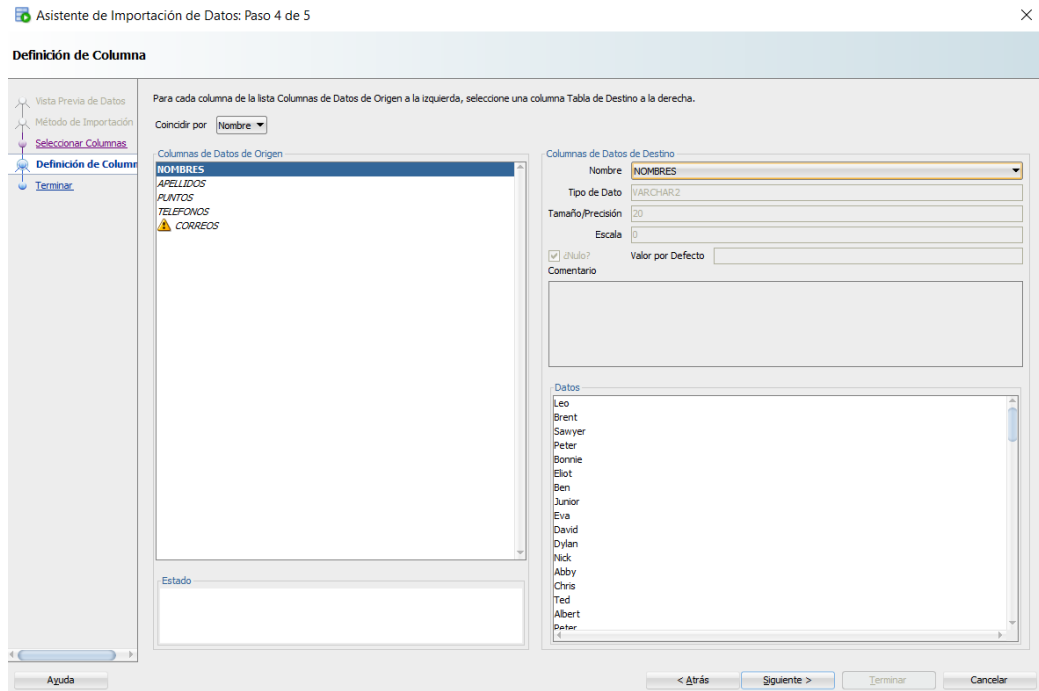 Asistente de Importación de Datos: Paso 4 de 5
Definición de Columna
Vista Previa de Datos
Método de Importación
Seleccionar Columnas
Definición de Column
Terminar
Para cada columna de la lista Columnas de Datos de Origen a la izquierda, seleccione una columna Tabla de Destino a la derecha.
Coincidir por Nombre
Columnas de Datos de Origen
NOMBRES
APELLIDOS
PUNTOS
TELEFONOS
CORREOS
Estado
Columnas de Datos de Destino
Nombre NOMBRES
Tipo de Dato VARCHAR2
Tamaño/Precisión 20
Escala 0
¿Nulo? Valor por Defecto
Comentario
Datos
Leo
Brent
Sawyer
Peter
Bonnie
Eliot
Ben
Junior
Eva
David
Dylan
Nick
Abby
Chris
Ted
Albert
Peter
Ayuda < Atrás Siguiente > Terminar Cancelar